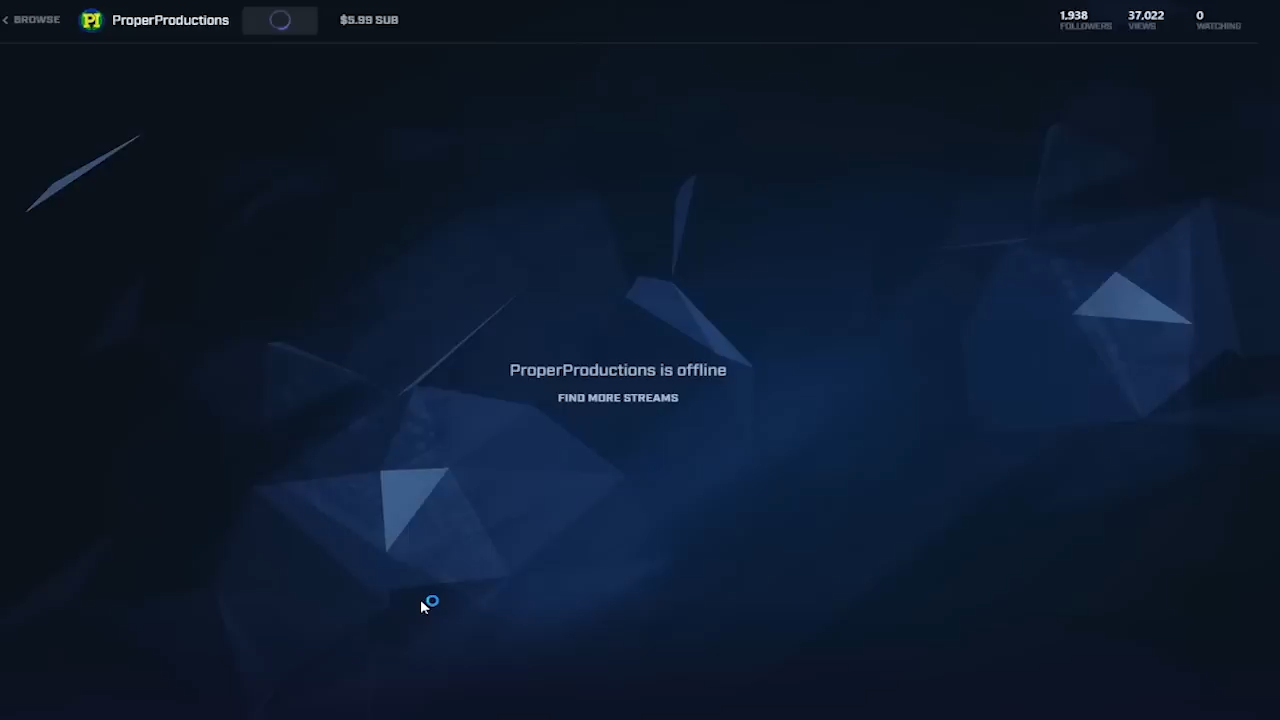 BROWSE
PI
ProperProductions
$5.99 SUB
1,938
FOLLOWERS
37,022
VIEWS
0
WATCHING
ProperProductions is offline
FIND MORE STREAMS